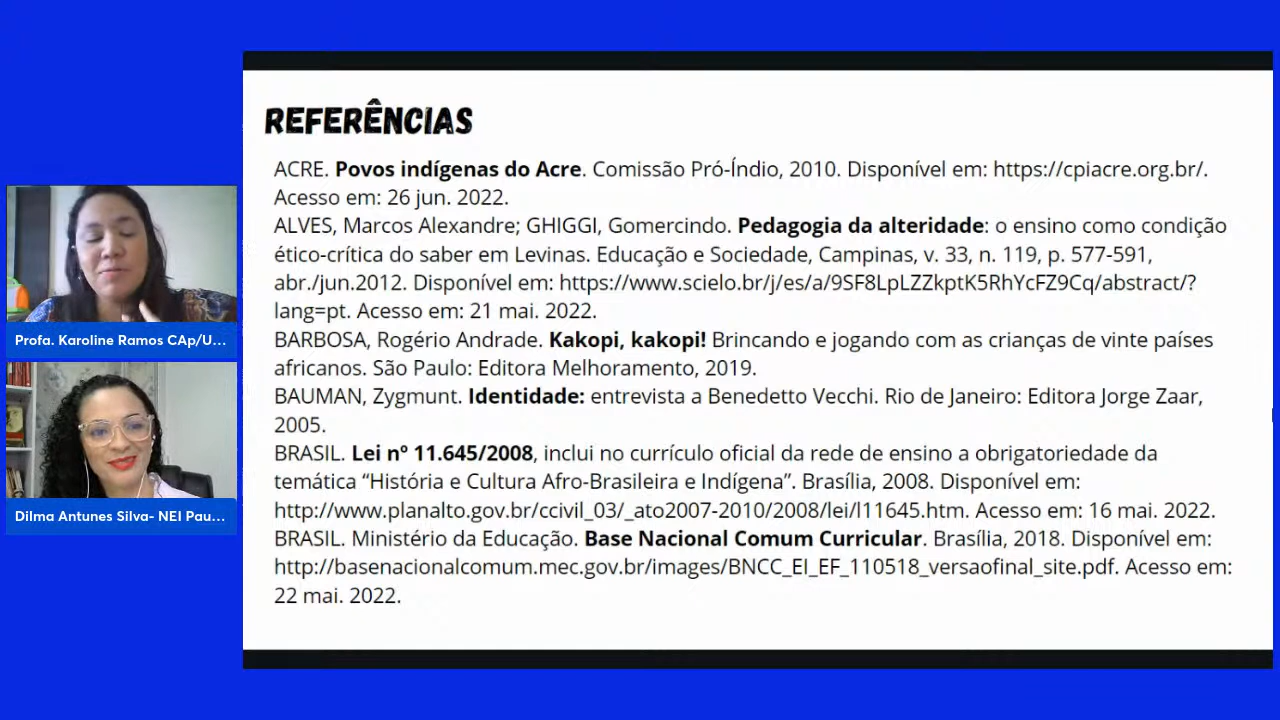 REFERÊNCIAS
ACRE. Povos indígenas do Acre. Comissão Pró-Índio, 2010. Disponível em: https://cpiacre.org.br/.
Acesso em: 26 jun. 2022.
ALVES, Marcos Alexandre; GHIGGI, Gomercindo. Pedagogia da alteridade: o ensino como condição
ético-crítica do saber em Levinas. Educação e Sociedade, Campinas, v. 33, n. 119, p. 577-591,
abr./jun.2012. Disponível em: https://www.scielo.br/j/es/a/9SF8LpLZZkptK5RhYcFZ9Cq/abstract/?
lang=pt. Acesso em: 21 mai. 2022.
BARBOSA, Rogério Andrade. Kakopi, kakopi! Brincando e jogando com as crianças de vinte países
africanos. São Paulo: Editora Melhoramento, 2019.
BAUMAN, Zygmunt. Identidade: entrevista a Benedetto Vecchi. Rio de Janeiro: Editora Jorge Zaar,
2005.
BRASIL. Lei nº 11.645/2008, inclui no currículo oficial da rede de ensino a obrigatoriedade da
temática “História e Cultura Afro-Brasileira e Indígena”. Brasília, 2008. Disponível em:
http://www.planalto.gov.br/ccivil_03/_ato2007-2010/2008/lei/l11645.htm. Acesso em: 16 mai. 2022.
BRASIL. Ministério da Educação. Base Nacional Comum Curricular. Brasília, 2018. Disponível em:
http://basenacionalcomum.mec.gov.br/images/BNCC_EI_EF_110518_versaofinal_site.pdf. Acesso em:
22 mai. 2022.
Profa. Karoline Ramos CAp/U...
Dilma Antunes Silva- NEI Pau...